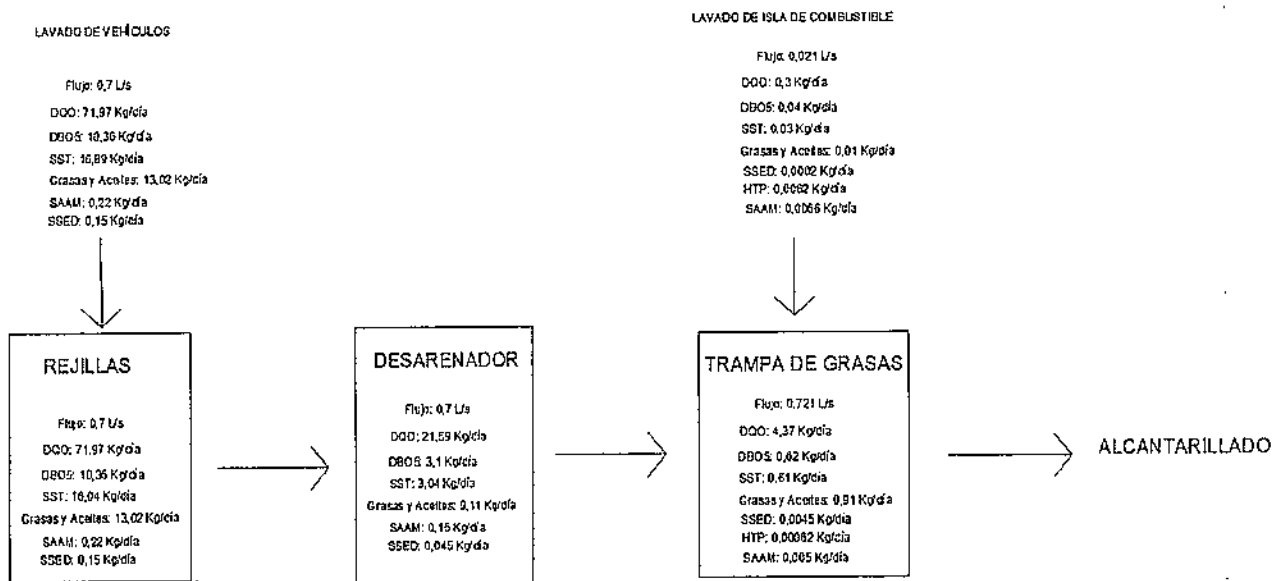 LAVADO DE VEHÍCULOS
Flujo: 0,7 L/s
DQO: 71,97 Kg/día
DBO5: 10,36 Kg/día
SST: 16,89 Kg/día
Grasas y Aceites: 13,02 Kg/día
SAAM: 0,22 Kg/día
SSED: 0,15 Kg/día
LAVADO DE ISLA DE COMBUSTIBLE
Flujo: 0,021 L/s
DQO: 0,3 Kg/día
DBO5: 0,04 Kg/día
SST: 0,03 Kg/día
Grasas y Aceites: 0,01 Kg/día
SSED: 0,0002 Kg/día
HTP: 0,0062 Kg/día
SAAM: 0,0066 Kg/día
REJILLAS
Flujo: 0,7 L/s
DQO: 71,97 Kg/día
DBO5: 10,36 Kg/día
SST: 16,04 Kg/día
Grasas y Aceites: 13,02 Kg/día
SAAM: 0,22 Kg/día
SSED: 0,15 Kg/día
DESARENADOR
Flujo: 0,7 L/s
DQO: 21,59 Kg/día
DBO5: 3,1 Kg/día
SST: 3,04 Kg/día
Grasas y Aceites: 9,11 Kg/día
SAAM: 0,15 Kg/día
SSED: 0,045 Kg/día
TRAMPA DE GRASAS
Flujo: 0,721 L/s
DQO: 4,37 Kg/día
DBO5: 0,62 Kg/día
SST: 0,61 Kg/día
Grasas y Aceites: 0,91 Kg/día
SSED: 0,0045 Kg/día
HTP: 0,00062 Kg/día
SAAM: 0,005 Kg/día
ALCANTARILLADO